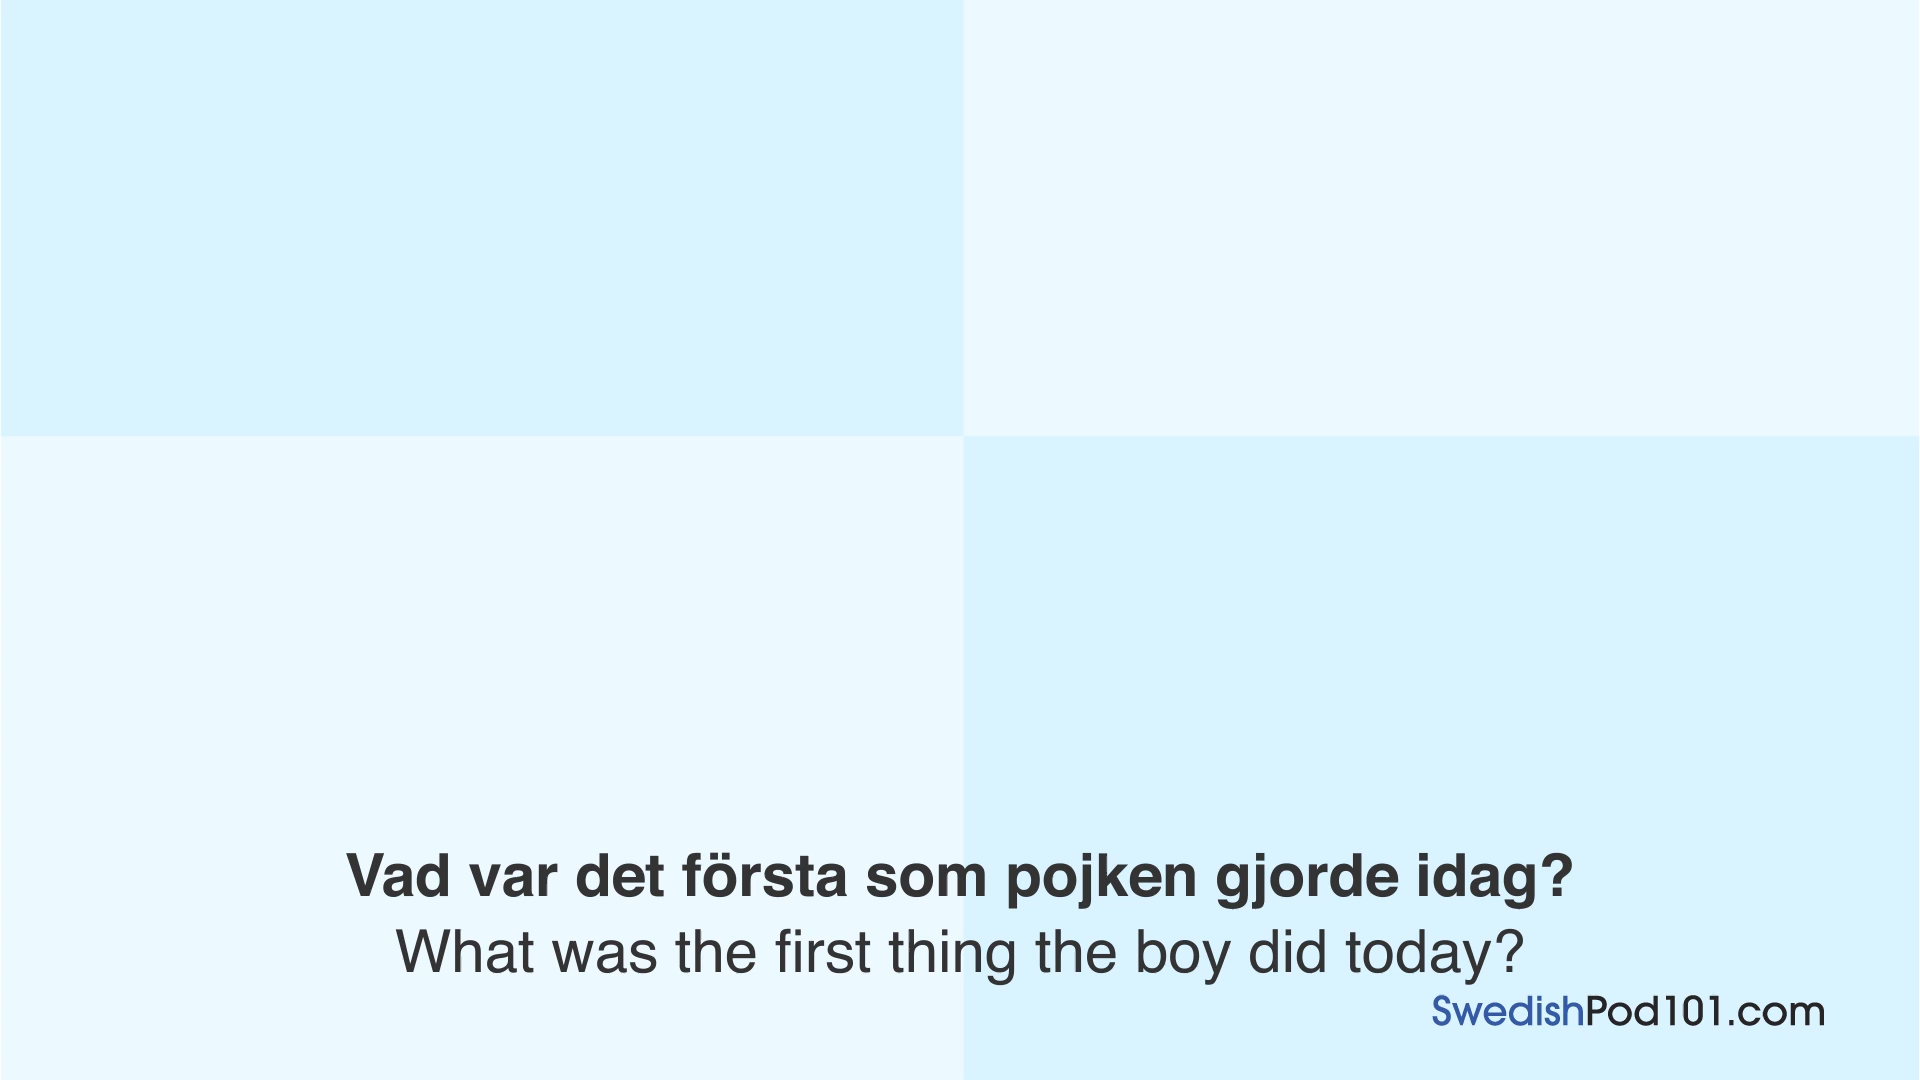 Vad var det första som pojken gjorde idag?
What was the first thing the boy did today?
SwedishPod101.com